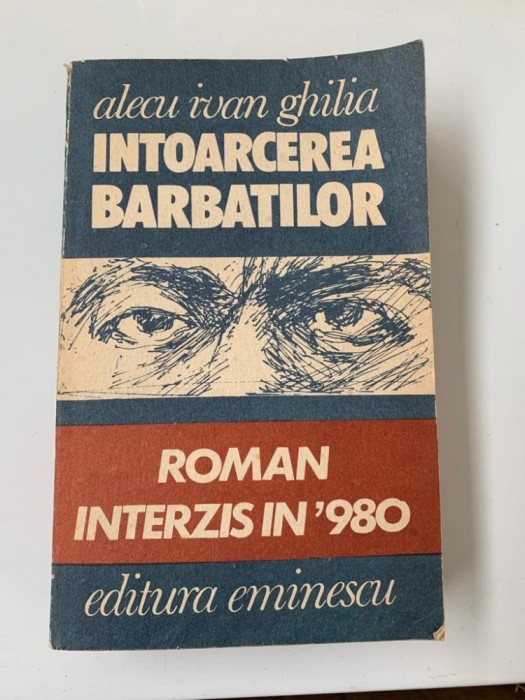 alecu ivan ghilia
INTOARCEREA
BARBATILOR
ROMAN
INTERZIS IN '980
editura eminescu